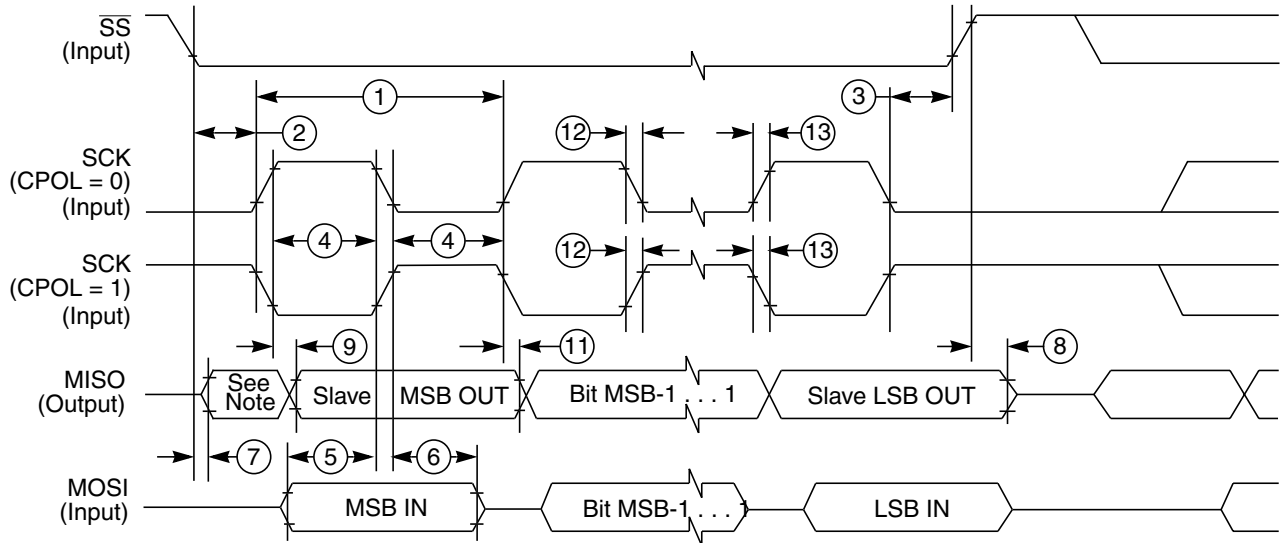 SS
(Input)
1
3
2
12
13
SCK
(CPOL = 0)
(Input)
4
4
SCK
(CPOL = 1)
(Input)
12
13
9
11
8
MISO
(Output)
See
Note
Slave
MSB OUT
Bit MSB-1 . . . 1
Slave LSB OUT
7
5
6
MOSI
(Input)
MSB IN
Bit MSB-1 . . . 1
LSB IN